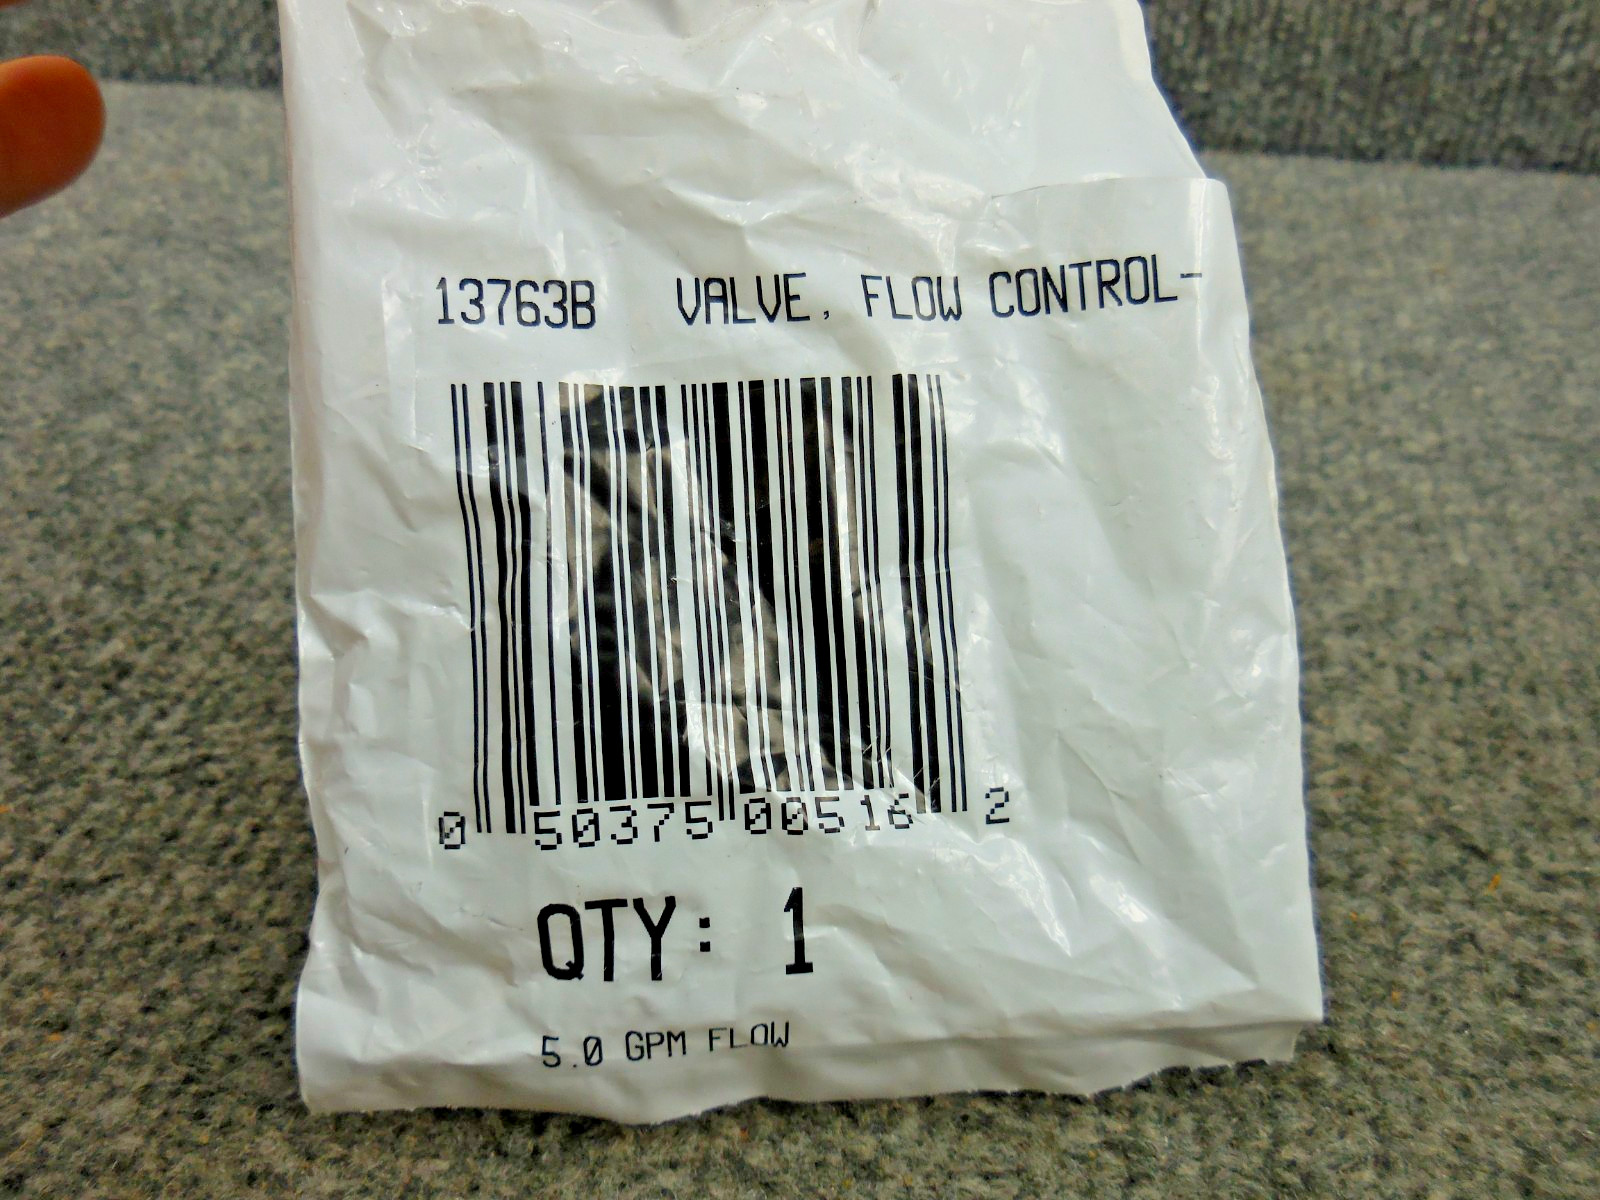 13763B VALVE, FLOW CONTROL-
0 50375 00516 2
QTY: 1
5.0 GPM FLOW